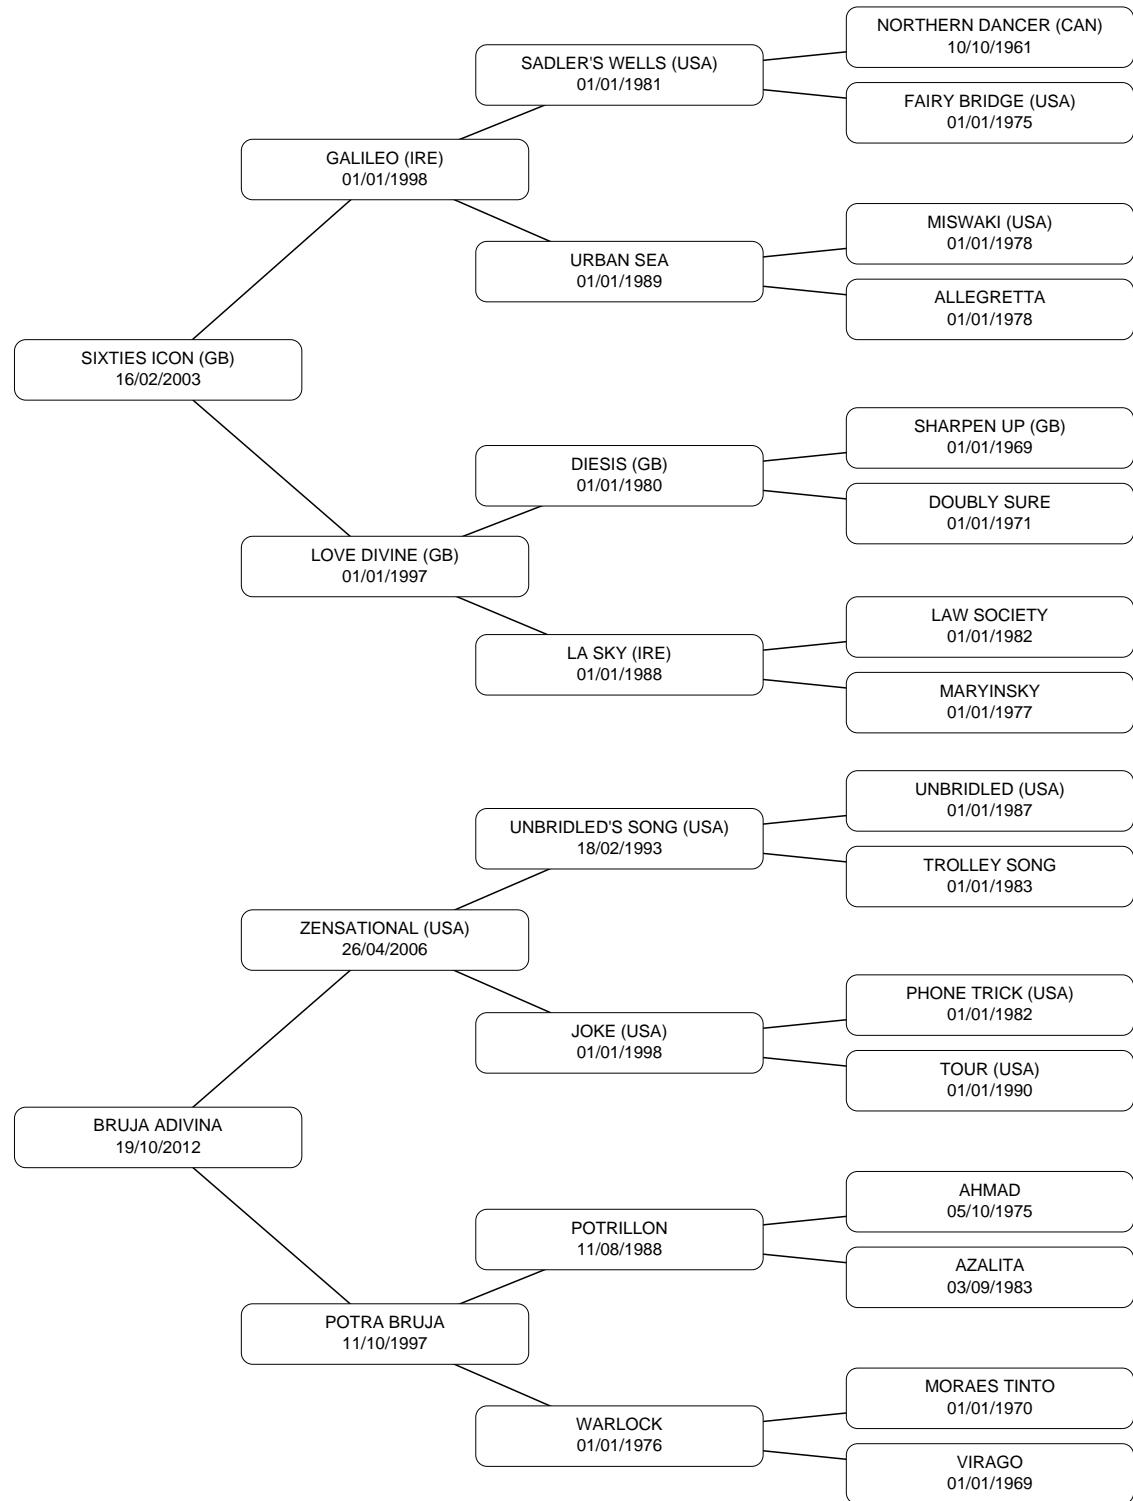 NORTHERN DANCER (CAN)
10/10/1961
SADLER'S WELLS (USA)
01/01/1981
FAIRY BRIDGE (USA)
01/01/1975
GALILEO (IRE)
01/01/1998
MISWAKI (USA)
01/01/1978
URBAN SEA
01/01/1989
ALLEGRETTA
01/01/1978
SIXTIES ICON (GB)
16/02/2003
SHARPEN UP (GB)
01/01/1969
DIESIS (GB)
01/01/1980
DOUBLY SURE
01/01/1971
LOVE DIVINE (GB)
01/01/1997
LAW SOCIETY
01/01/1982
LA SKY (IRE)
01/01/1988
MARYINSKY
01/01/1977
UNBRIDLED (USA)
01/01/1987
UNBRIDLED'S SONG (USA)
18/02/1993
TROLLEY SONG
01/01/1983
ZENSATIONAL (USA)
26/04/2006
PHONE TRICK (USA)
01/01/1982
JOKE (USA)
01/01/1998
TOUR (USA)
01/01/1990
BRUJA ADIVINA
19/10/2012
AHMAD
05/10/1975
POTRILLON
11/08/1988
AZALITA
03/09/1983
POTRA BRUJA
11/10/1997
MORAES TINTO
01/01/1970
WARLOCK
01/01/1976
VIRAGO
01/01/1969